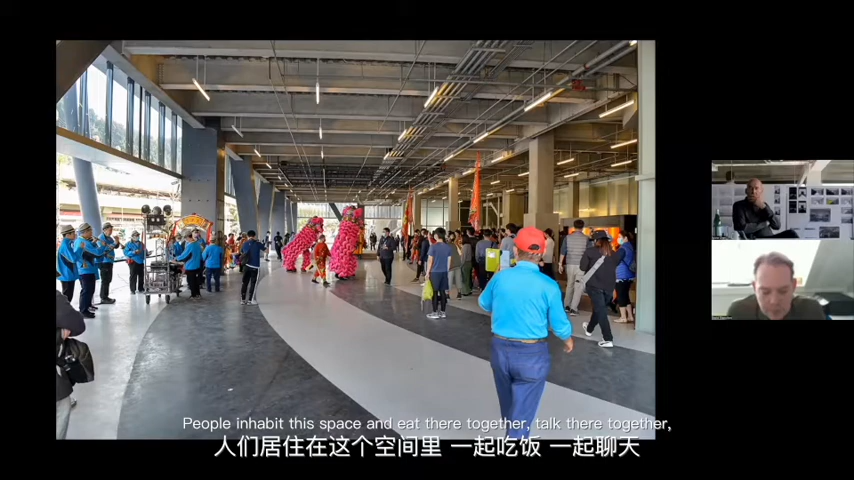 People inhabit this space and eat there together, talk there together,
人们居住在这个空间里 一起吃饭 一起聊天